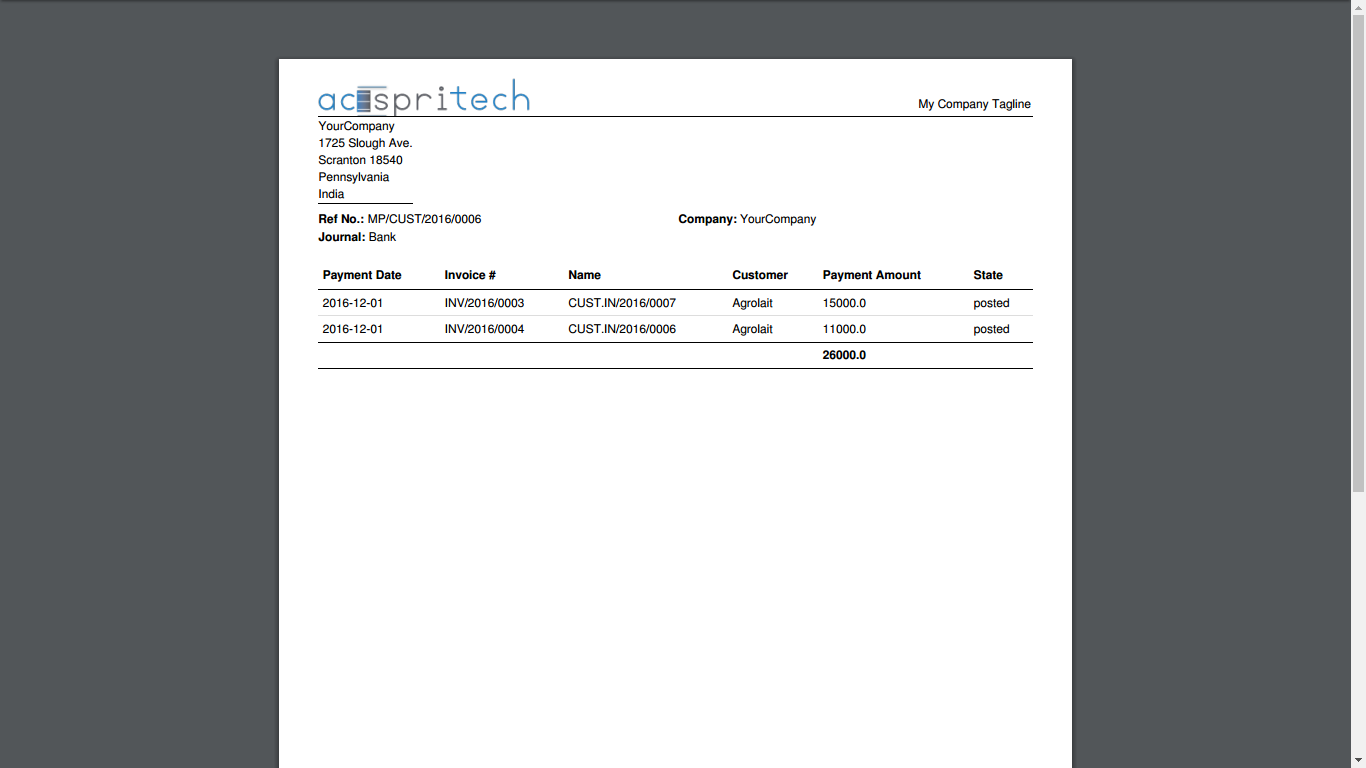 acespritech
My Company Tagline
YourCompany
1725 Slough Ave.
Scranton 18540
Pennsylvania
India
Ref No.: MP/CUST/2016/0006 Company: YourCompany
Journal: Bank
Payment Date Invoice # Name Customer Payment Amount State
2016-12-01 INV/2016/0003 CUST.IN/2016/0007 Agrolait 15000.0 posted
2016-12-01 INV/2016/0004 CUST.IN/2016/0006 Agrolait 11000.0 posted
26000.0